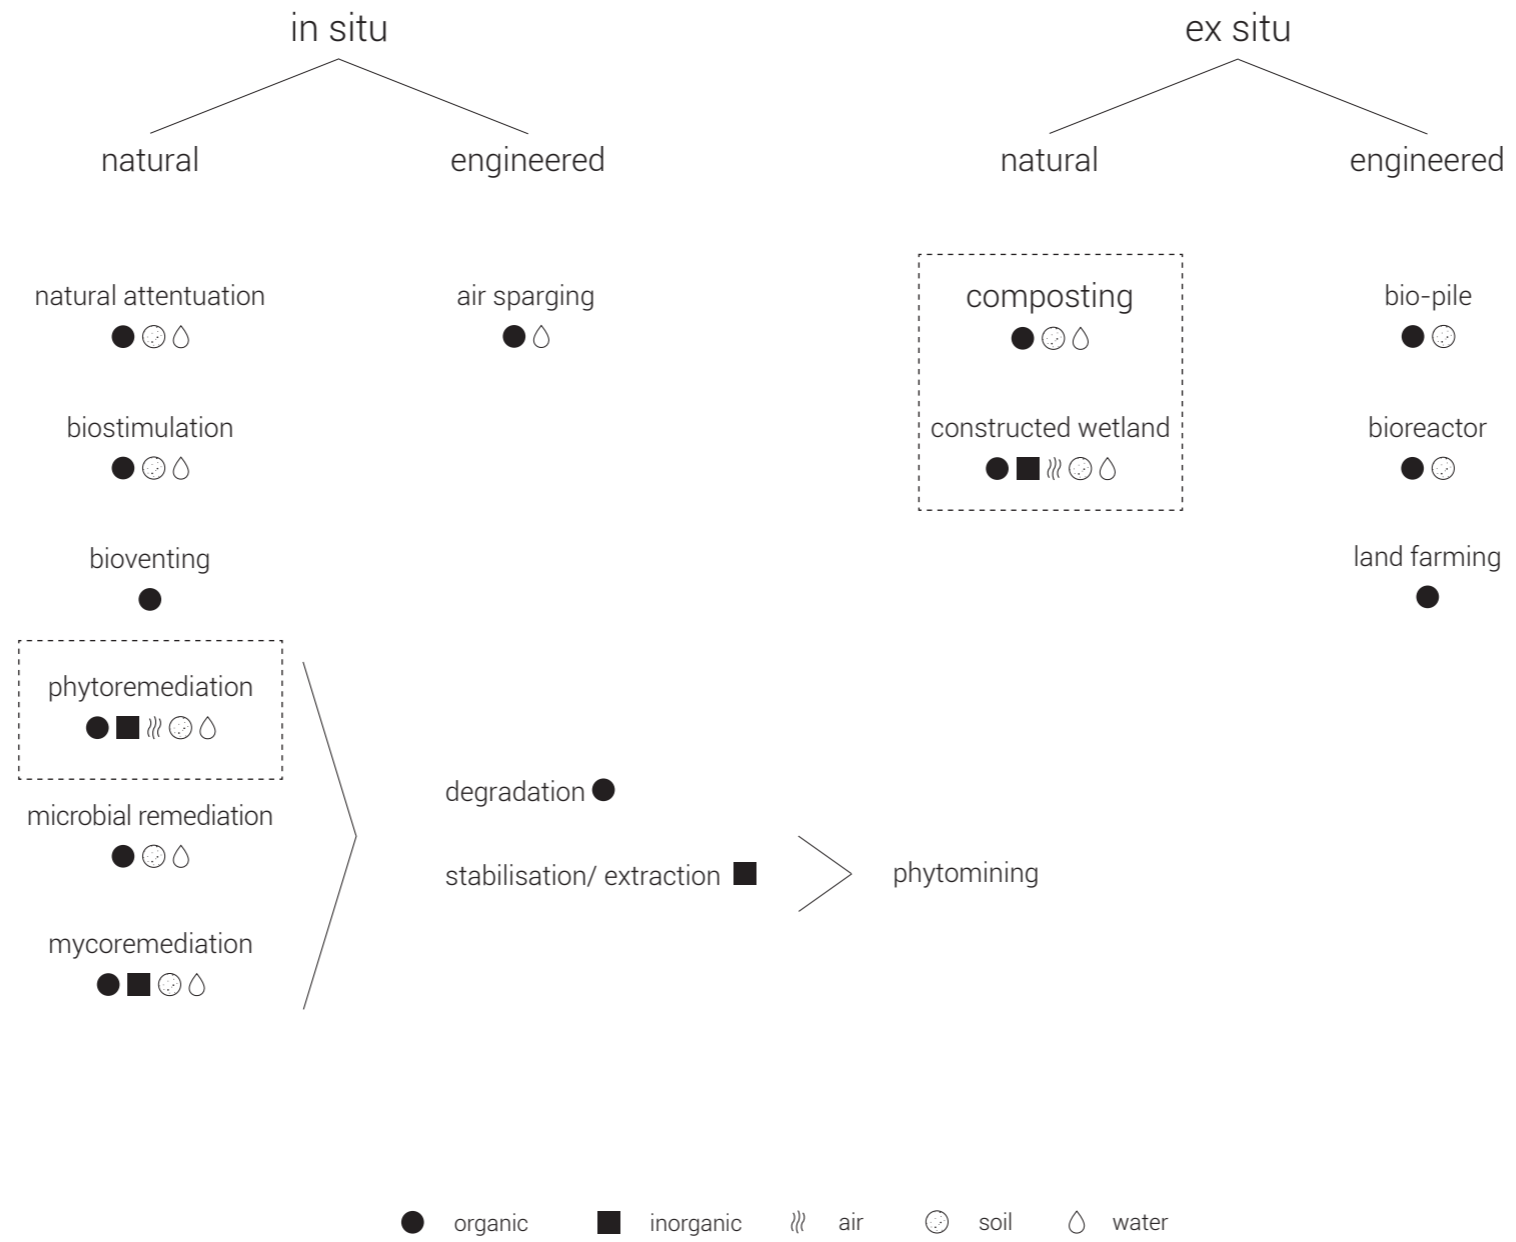 in situ
ex situ
natural
engineered
natural
engineered
natural attentuation
air sparging
composting
bio-pile
biostimulation
constructed wetland
bioreactor
bioventing
land farming
phytoremediation
degradation
microbial remediation
stabilisation/ extraction
phytomining
mycoremediation
organic
inorganic
air
soil
water